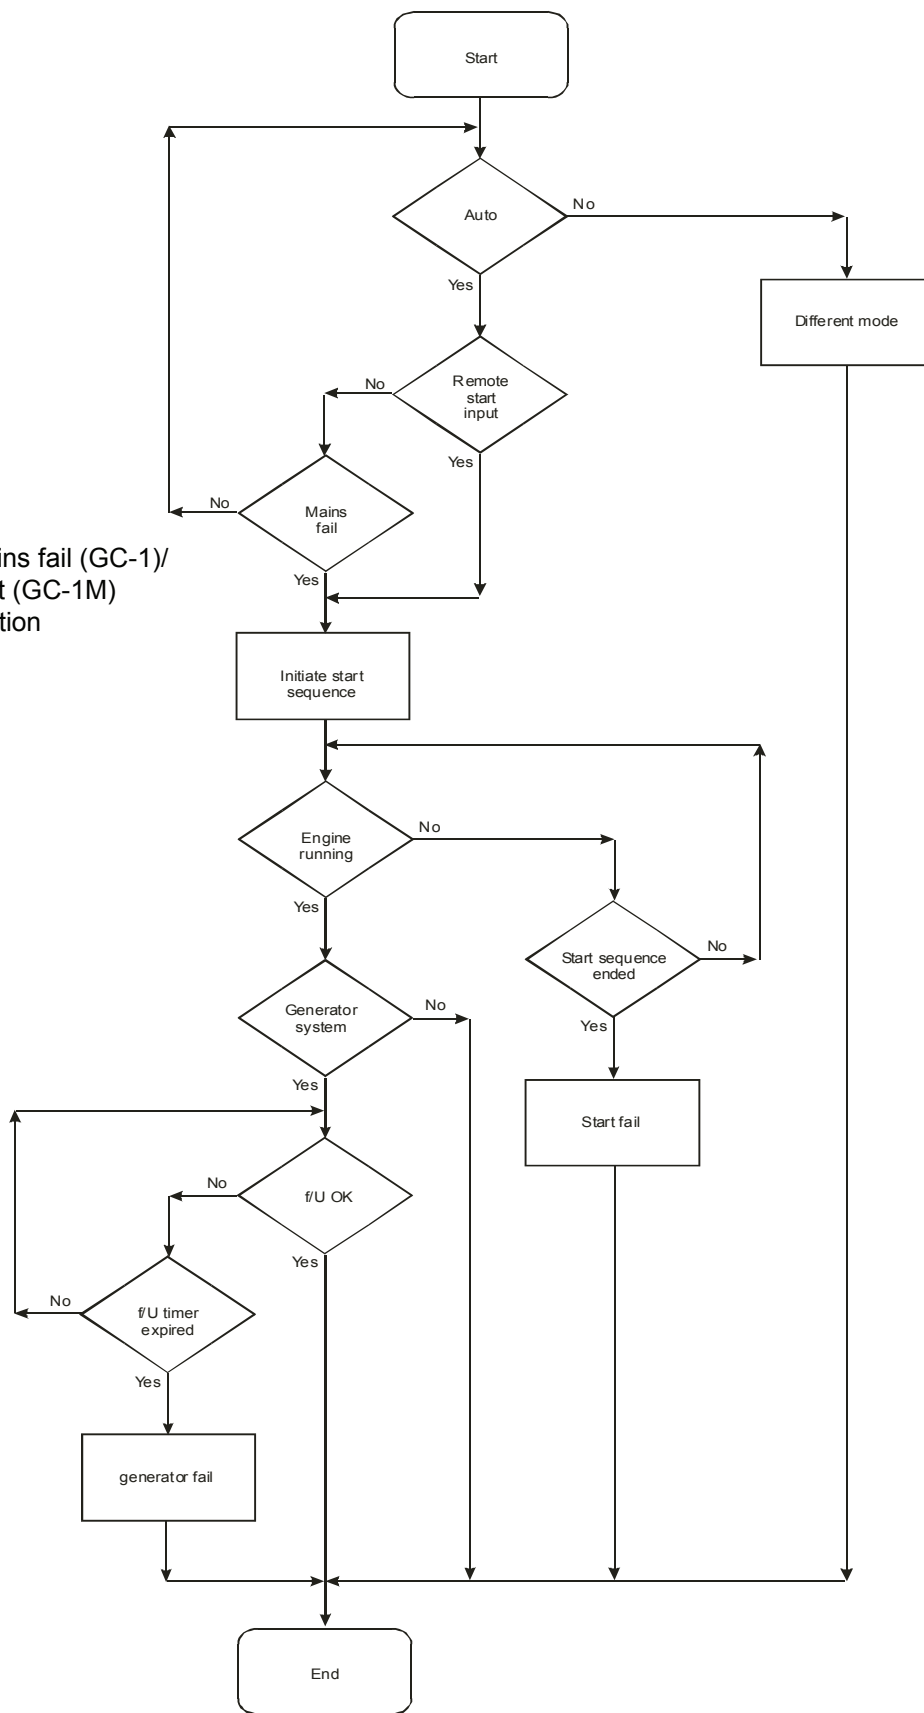 Start
Auto
No
Yes
Different mode
Remote
start
input
No
Yes
Mains
fail
No
Yes
ins fail (GC-1)/
t (GC-1M)
tion
Initiate start
sequence
Engine
running
No
Yes
Start sequence
ended
No
Yes
Generator
system
No
Yes
Start fail
f/U OK
No
Yes
f/U timer
expired
No
Yes
generator fail
End